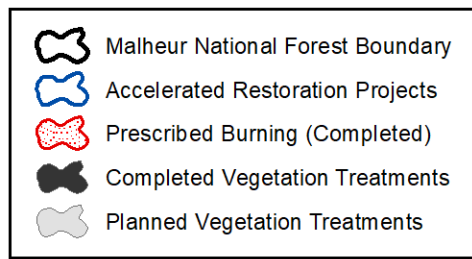 Malheur National Forest Boundary
Accelerated Restoration Projects
Prescribed Burning (Completed)
Completed Vegetation Treatments
Planned Vegetation Treatments